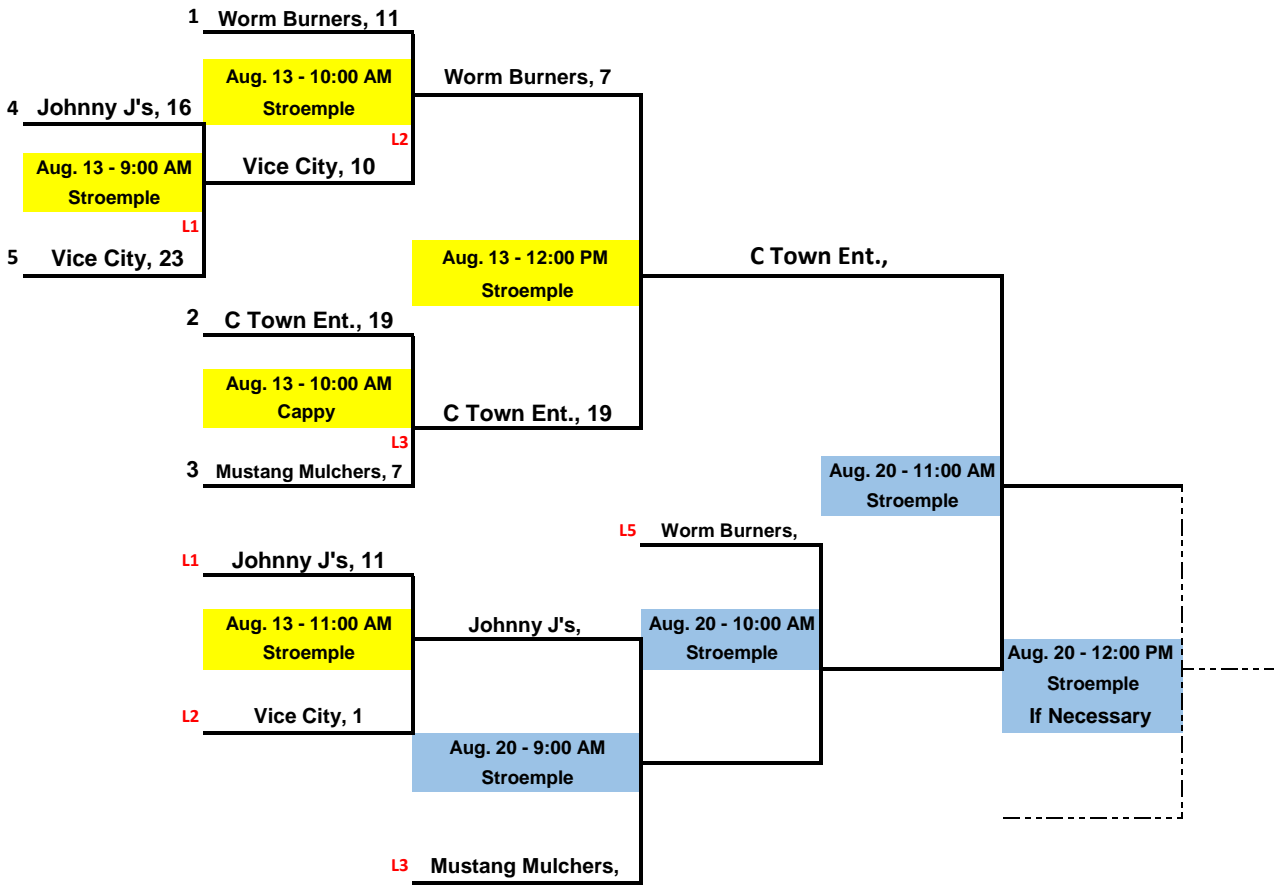 1 Worm Burners, 11
Aug. 13 - 10:00 AM
Stroemple
L2
Worm Burners, 7
4 Johnny J's, 16
Aug. 13 - 9:00 AM
Stroemple
L1
Vice City, 10
5 Vice City, 23
Aug. 13 - 12:00 PM
Stroemple
C Town Ent.,
2 C Town Ent., 19
Aug. 13 - 10:00 AM
Cappy
L3
C Town Ent., 19
3 Mustang Mulchers, 7
Aug. 20 - 11:00 AM
Stroemple
L5 Worm Burners,
L1 Johnny J's, 11
Aug. 13 - 11:00 AM
Stroemple
Johnny J's,
Aug. 20 - 10:00 AM
Stroemple
Aug. 20 - 12:00 PM
Stroemple
If Necessary
L2 Vice City, 1
Aug. 20 - 9:00 AM
Stroemple
L3 Mustang Mulchers,